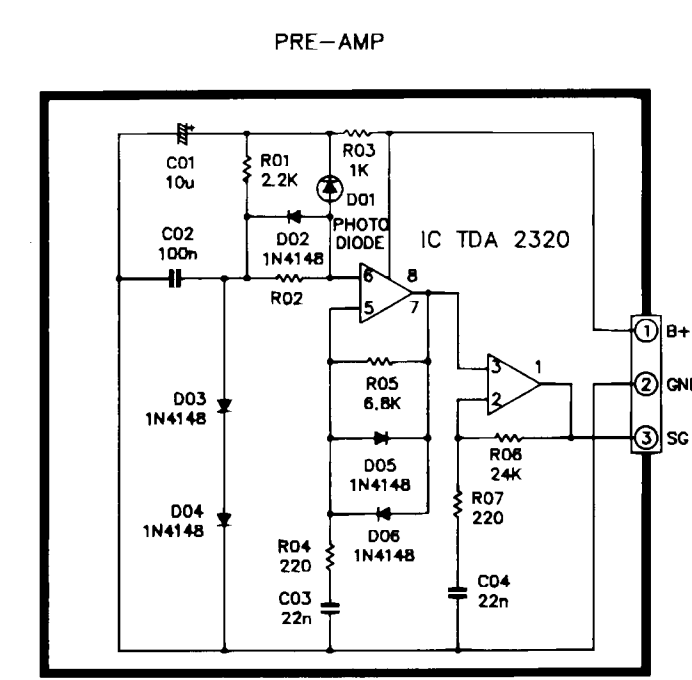 PRE-AMP
C01
10u
R01
2.2K
R03
1K
D01
PHOTO
DIODE
C02
100n
D02
1N4148
R02
IC TDA 2320
6
8
5
7
D03
1N4148
R05
6.8K
3
1
2
1
B+
2
GN
3
SG
D05
1N4148
R06
24K
D04
1N4148
D06
1N4148
R07
220
R04
220
C03
22n
C04
22n